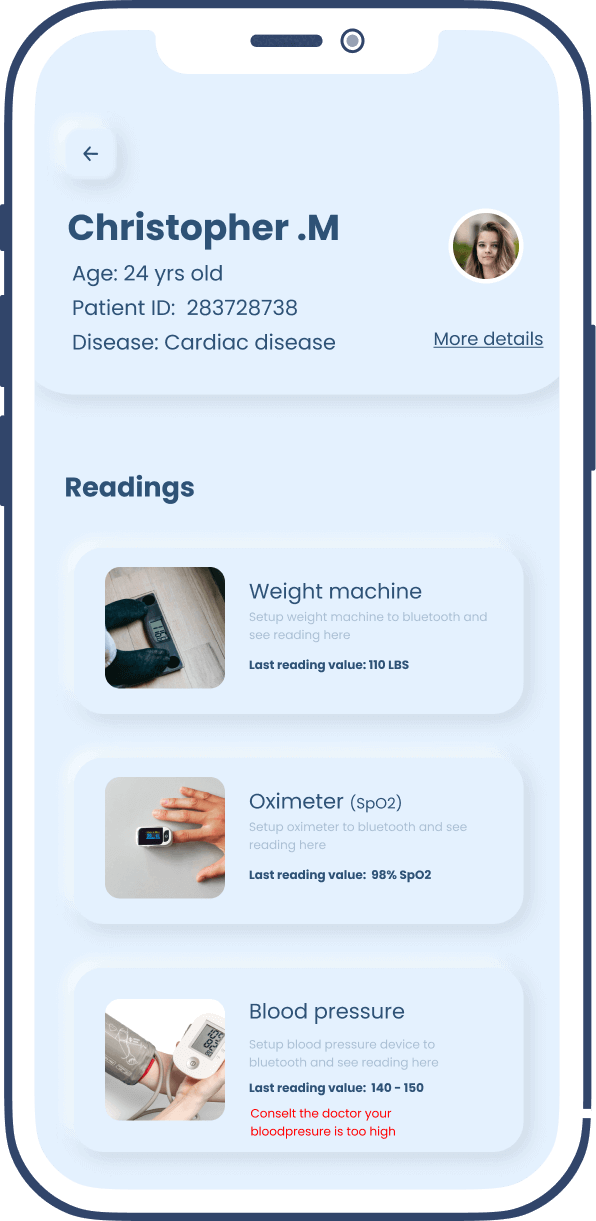 Christopher .M
Age: 24 yrs old
Patient ID: 283728738
Disease: Cardiac disease
More details
Readings
Weight machine
Setup weight machine to bluetooth and
see reading here
Last reading value: 110 LBS
Oximeter (SpO2)
Setup oximeter to bluetooth and see
reading here
Last reading value: 98% SpO2
Blood pressure
Setup blood pressure device to
bluetooth and see reading here
Last reading value: 140 - 150
Conselt the doctor your
bloodpresure is too high